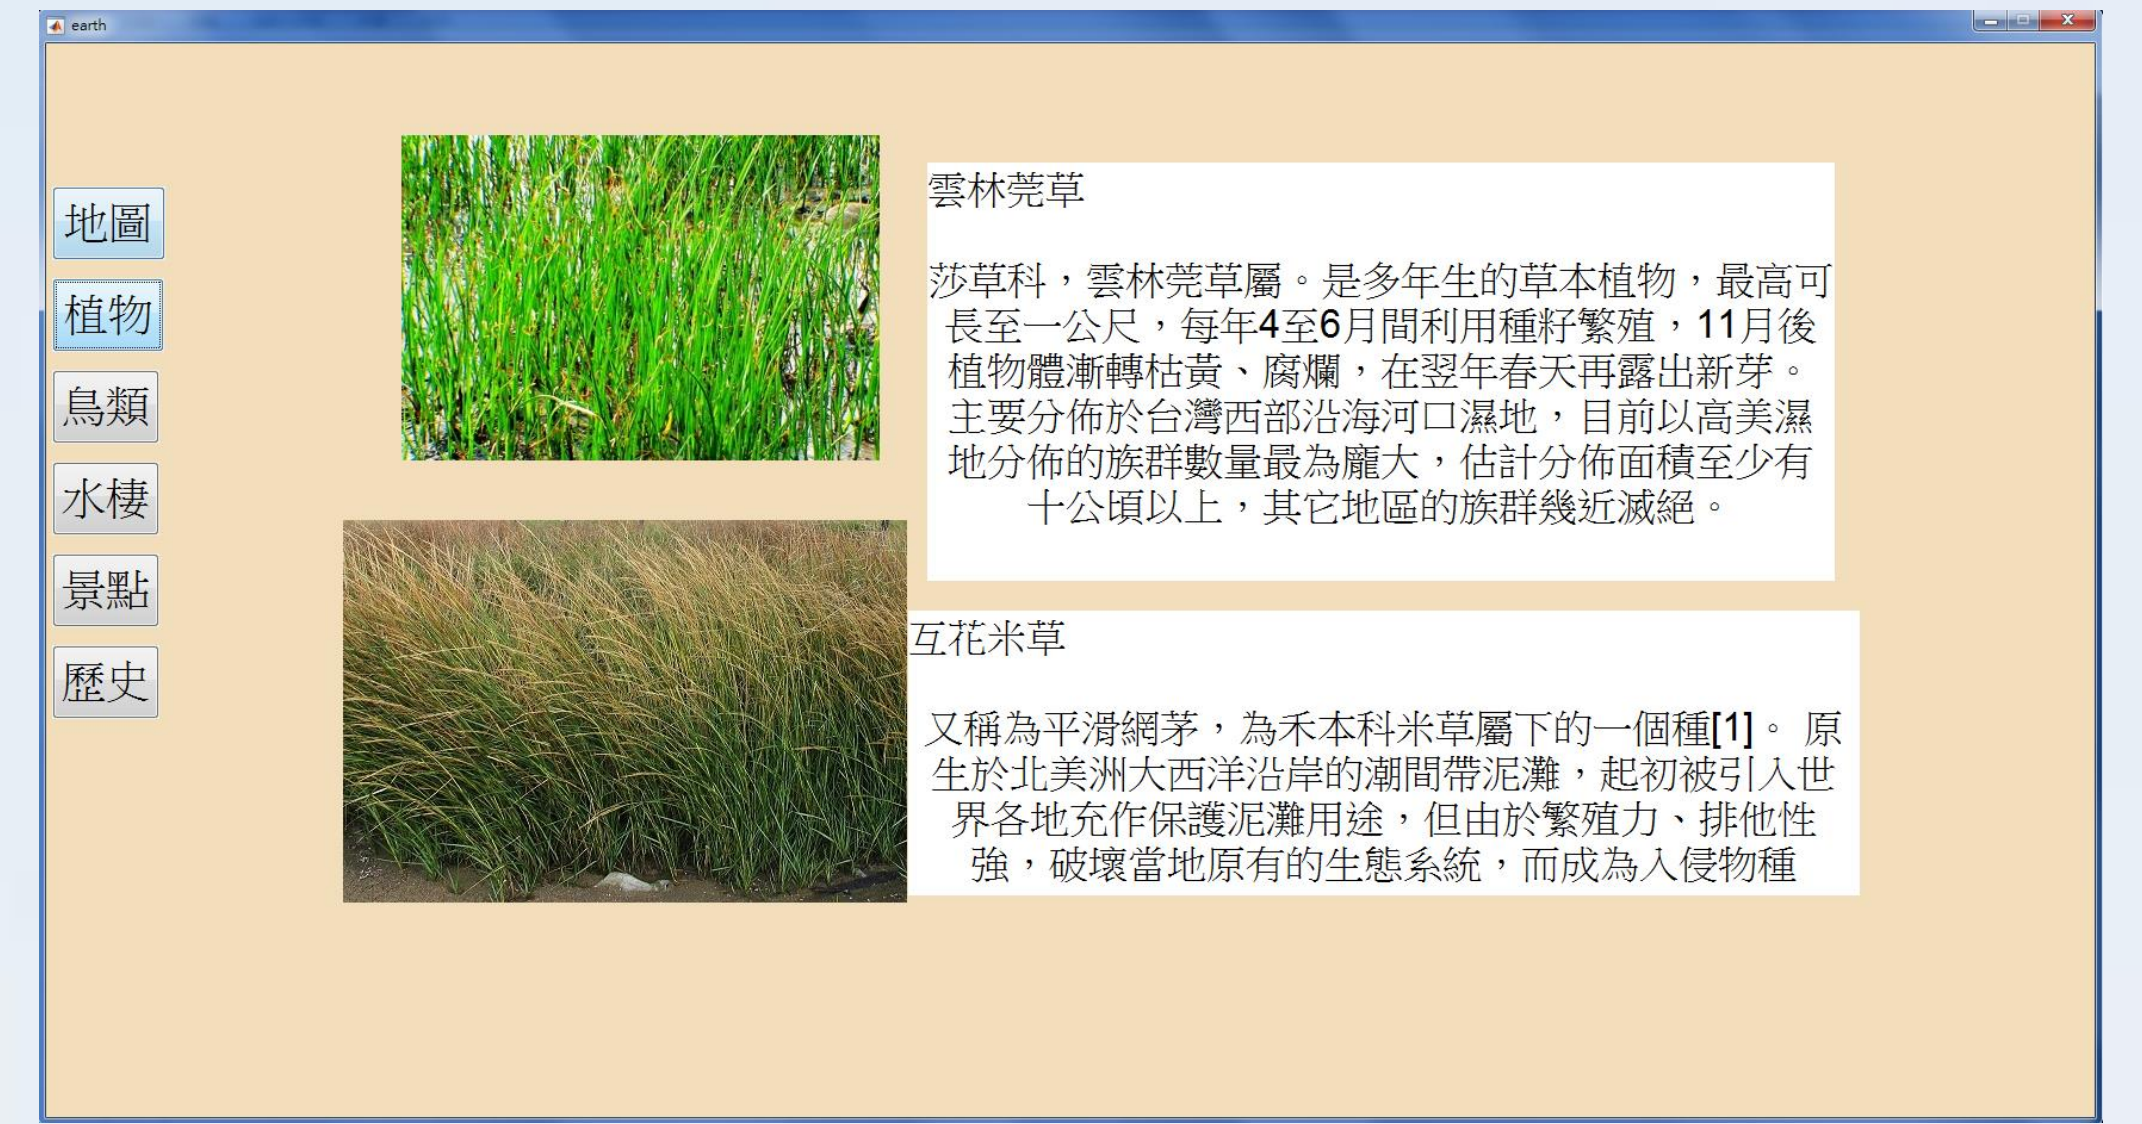 earth
地圖
植物
鳥類
水棲
景點
歷史
雲林莞草
莎草科，雲林莞草屬。是多年生的草本植物，最高可
長至一公尺，每年4至6月間利用種籽繁殖，11月後
植物體漸轉枯黃、腐爛，在翌年春天再露出新芽。
主要分佈於台灣西部沿海河口濕地，目前以高美濕
地分佈的族群數量最為龐大，估計分佈面積至少有
十公頃以上，其它地區的族群幾近滅絕。
互花米草
又稱為平滑網茅，為禾本科米草屬下的一個種[1]。 原
生於北美洲大西洋沿岸的潮間帶泥灘，起初被引入世
界各地充作保護泥灘用途，但由於繁殖力、排他性
強，破壞當地原有的生態系統，而成為入侵物種